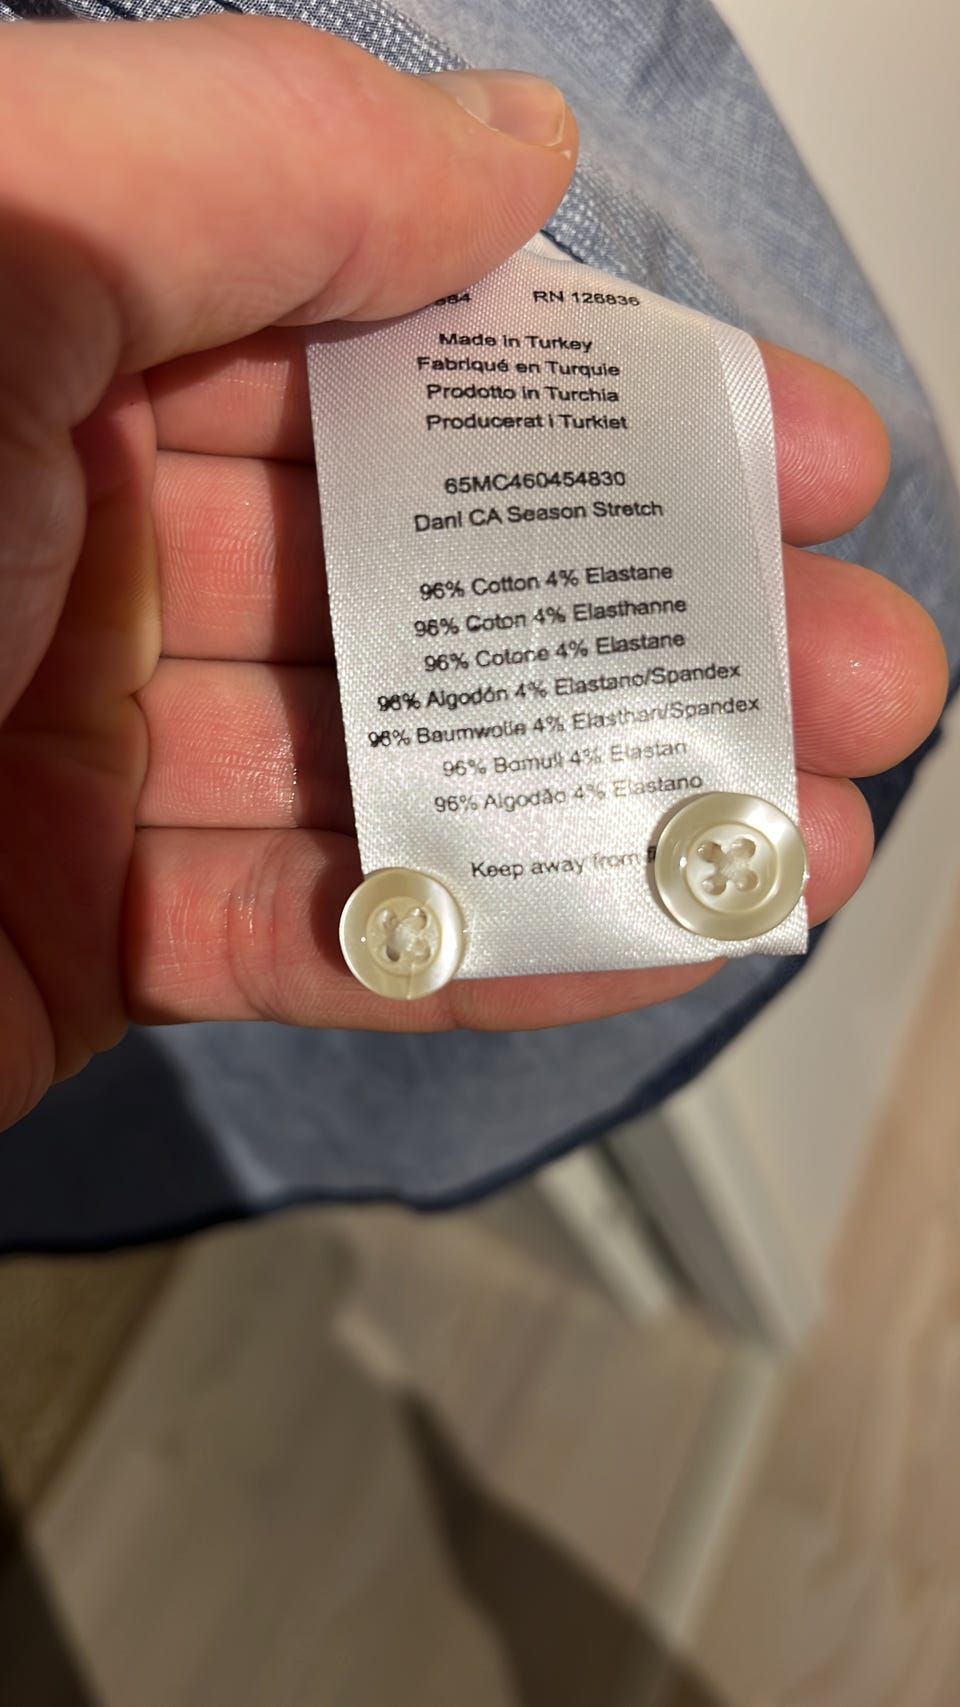 RN 126836
Made in Turkey
Fabriqué en Turquie
Prodotto in Turchia
Producerat i Turkiet
65MC460454830
Dani CA Season Stretch
96% Cotton 4% Elastane
96% Coton 4% Elasthanne
96% Cotone 4% Elastane
96% Algodón 4% Elastano/Spandex
96% Baumwolle 4% Elasthan/Spandex
96% Bomull 4% Elastan
96% Algodão 4% Elastano
Keep away from